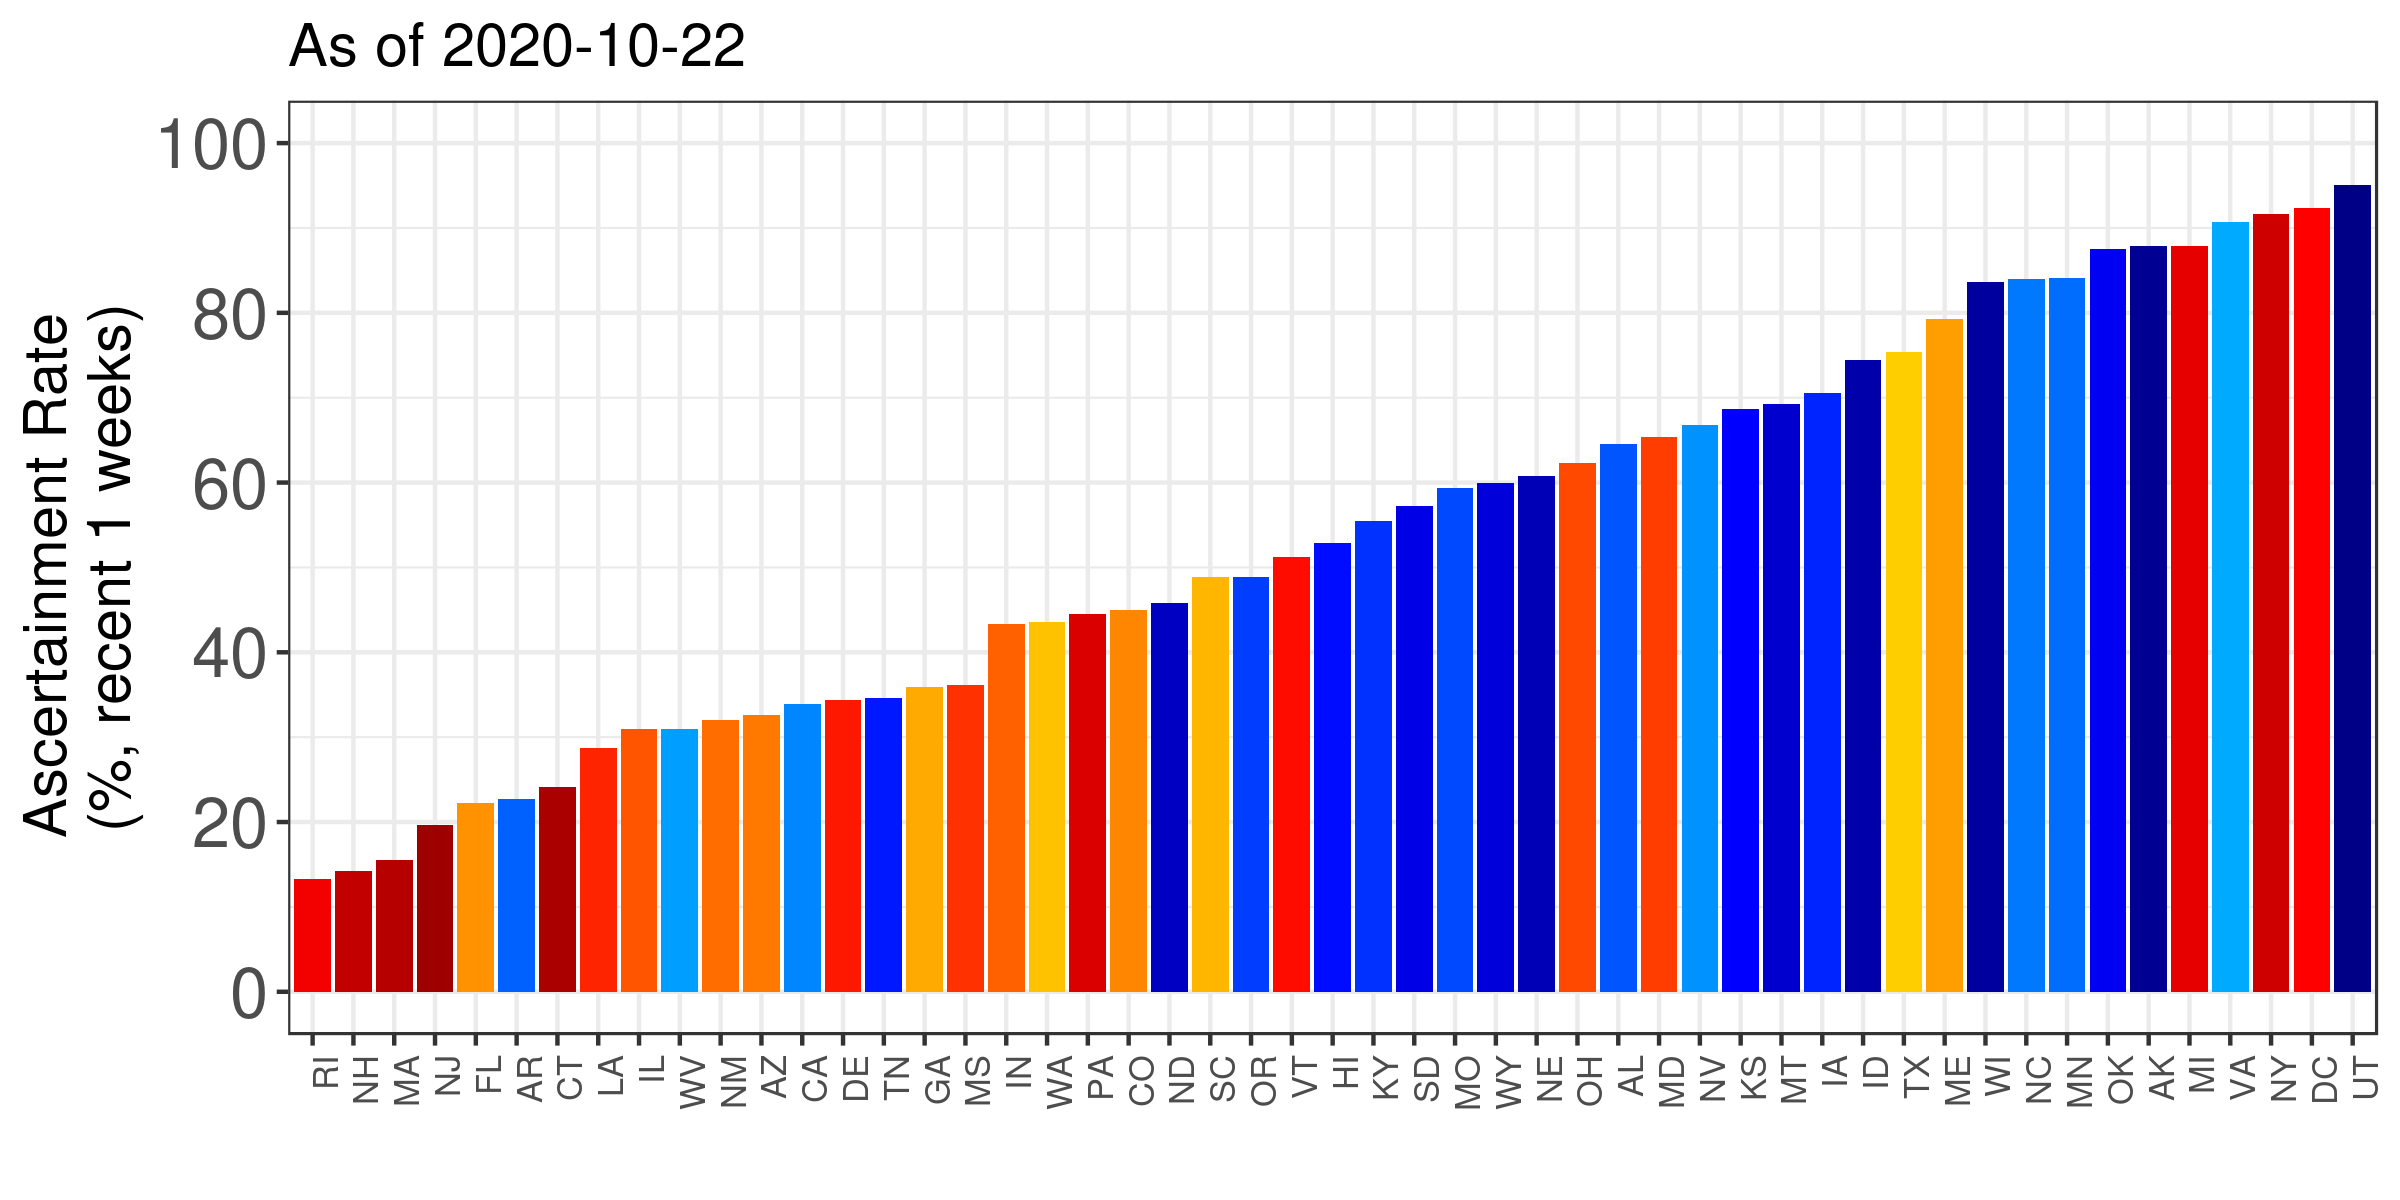 As of 2020-10-22
Ascertainment Rate
(%, recent 1 weeks)
100
80
60
40
20
0
RI NH MA NJ FL AR CT LA IL WV NM AZ CA DE TN GA MS IN WA PA CO ND SC OR VT HI KY SD MO WY NE OH AL MD NV KS MT IA ID TX ME WI NC MN OK AK MI VA NY DC UT